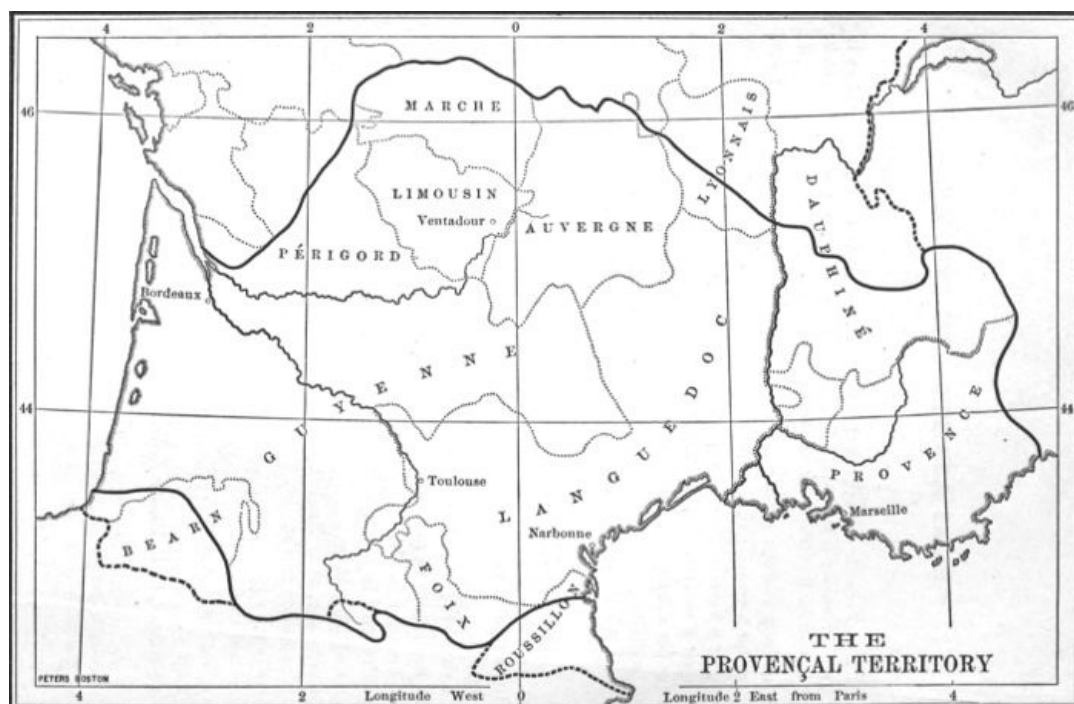 4 2 0 2 4
46 46
MARCHE
LYONNAIS
LIMOUSIN
DAUPHINÉ
Ventadour
AUVERGNE
PÉRIGORD
Bordeaux
GUYENNE
LANGUEDOC
44 44
PROVENCE
Toulouse
Marseille
BEARN
Narbonne
FOIX
ROUSSILLON
THE
PROVENÇAL TERRITORY
PETERS BOSTON
2 Longitude West 0 Longitude 2 East from Paris 4